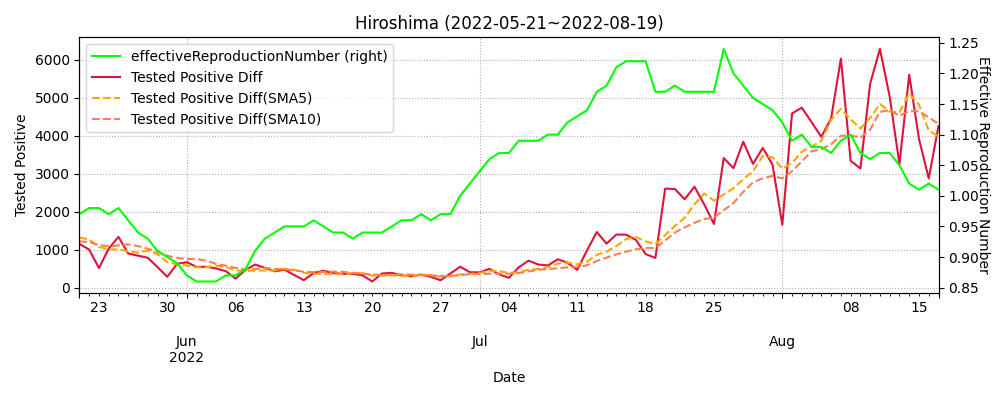 Hiroshima (2022-05-21~2022-08-19)
effectiveReproductionNumber (right)
Tested Positive Diff
Tested Positive Diff(SMA5)
Tested Positive Diff(SMA10)
Tested Positive
6000
5000
4000
3000
2000
1000
0
Effective Reproduction Number
1.25
1.20
1.15
1.10
1.05
1.00
0.95
0.90
0.85
23 30 06 13 20 27 04 11 18 25 08 15
Jun Jul Aug
2022
Date